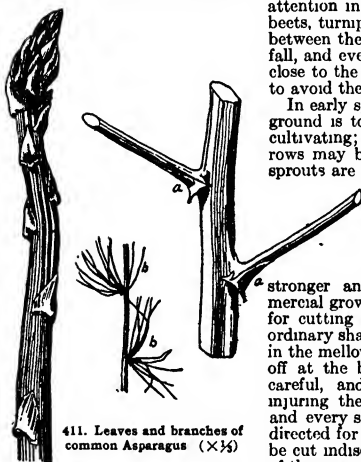 attention in
beets, turnip
between the
fall, and eve
close to the
to avoid the
In early s
ground is to
cultivating;
rows may b
sprouts are
a
a
b
b
stronger an
mercial grow
for cutting
ordinary sha
in the mellov
off at the b
careful, and
injuring the
and every s
directed for
be cut indis
411. Leaves and branches of
common Asparagus (×⅓)